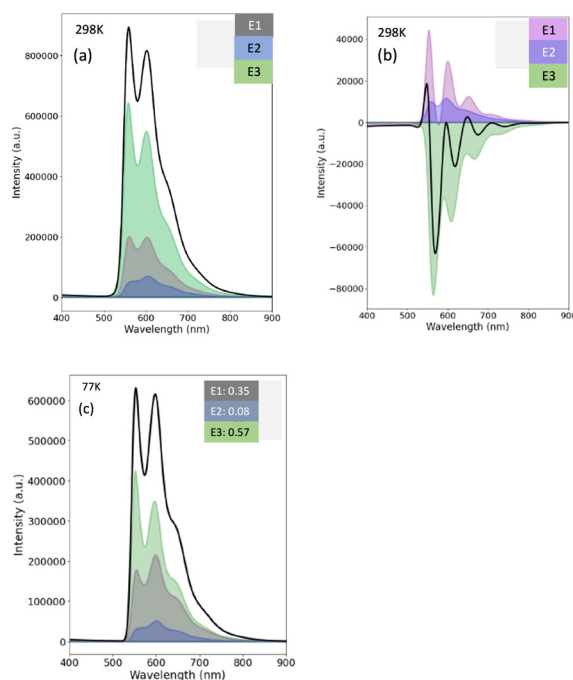 298K
(a)
E1
E2
E3
Intensity (a.u.)
800000
600000
400000
200000
0
400 500 600 700 800 900
Wavelength (nm)
298K
(b)
E1
E2
E3
Intensity (a.u.)
40000
20000
0
−20000
−40000
−60000
−80000
400 500 600 700 800 900
Wavelength (nm)
77K
(c)
E1: 0.35
E2: 0.08
E3: 0.57
Intensity (a.u.)
600000
500000
400000
300000
200000
100000
0
400 500 600 700 800 900
Wavelength (nm)